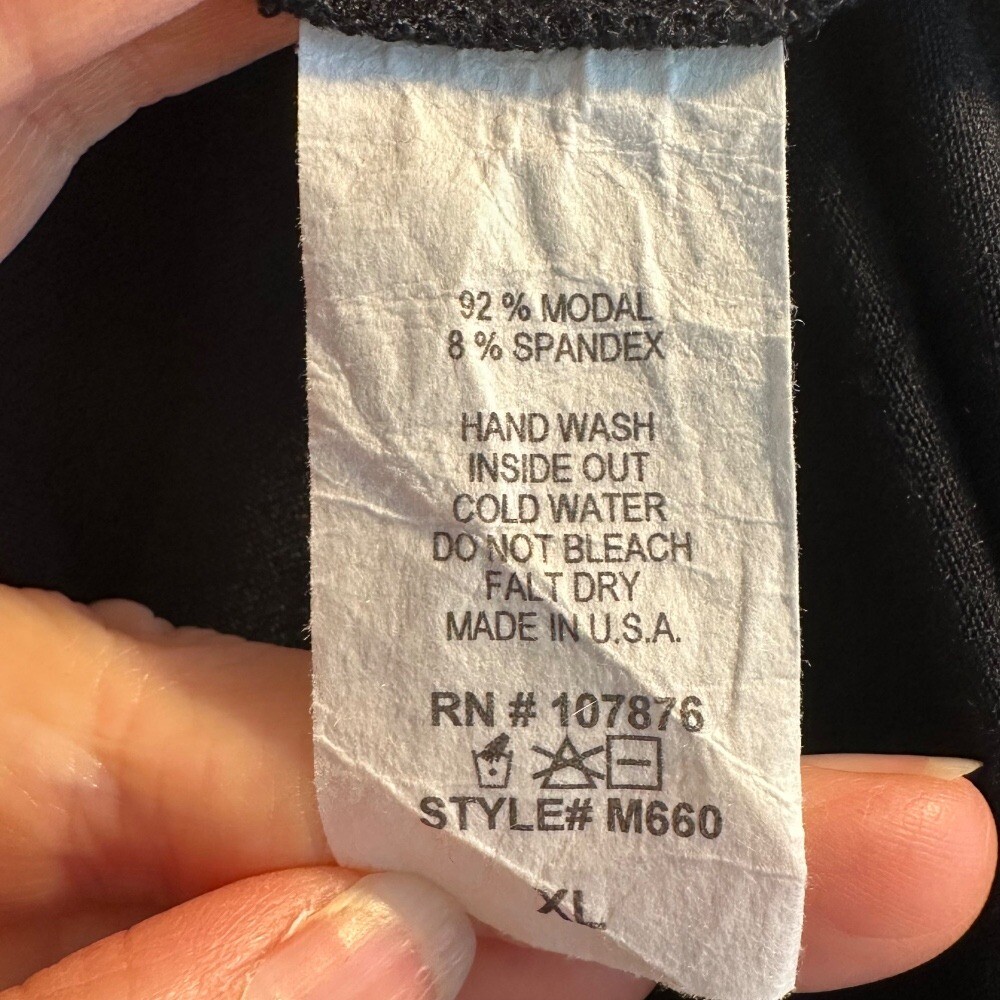 92 % MODAL
8 % SPANDEX
HAND WASH
INSIDE OUT
COLD WATER
DO NOT BLEACH
FALT DRY
MADE IN U.S.A.
RN # 107876
STYLE# M660
XL